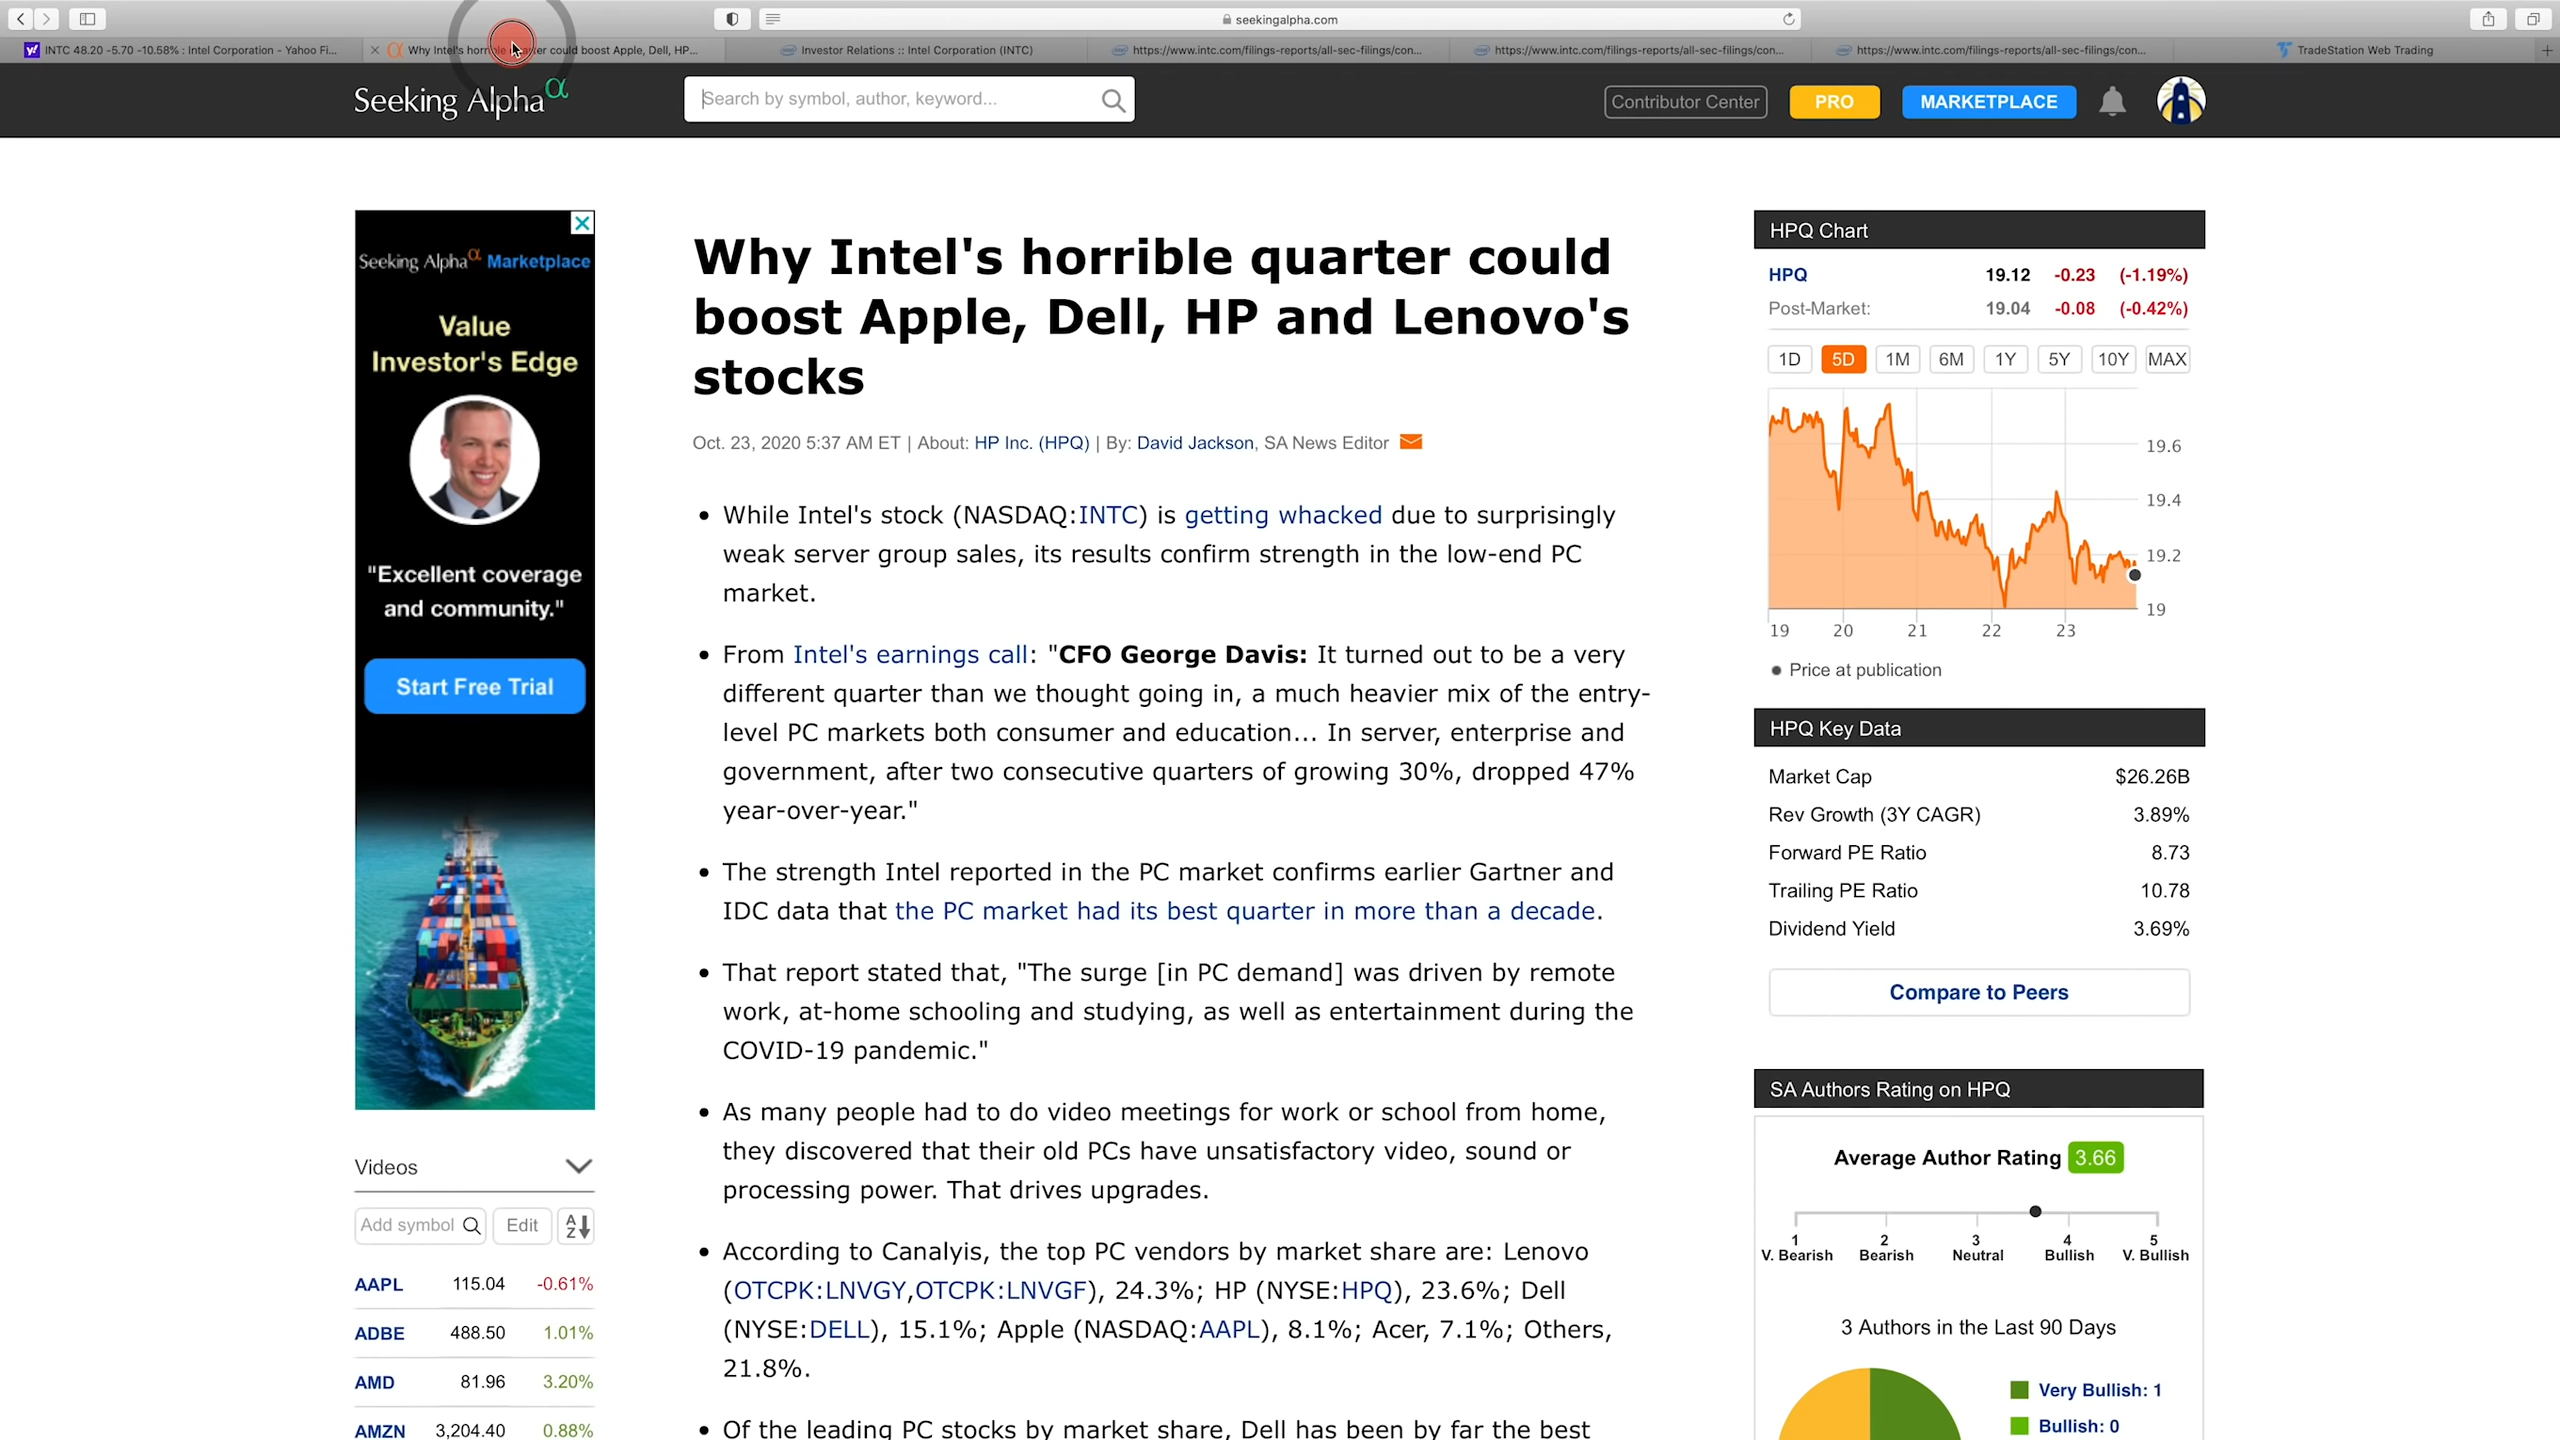 seekingalpha.com
INTC 48.20 -5.70 -10.58% : Intel Corporation - Yahoo Fi...
Why Intel's horrible quarter could boost Apple, Dell, HP...
Investor Relations :: Intel Corporation (INTC)
https://www.intc.com/filings-reports/all-sec-filings/con...
https://www.intc.com/filings-reports/all-sec-filings/con...
https://www.intc.com/filings-reports/all-sec-filings/con...
TradeStation Web Trading
Seeking Alpha α
Search by symbol, author, keyword...
Contributor Center
PRO
MARKETPLACE
Seeking Alpha α Marketplace
Value
Investor's Edge
"Excellent coverage
and community."
Start Free Trial
Videos
Add symbol
Edit
A
Z
AAPL 115.04 -0.61%
ADBE 488.50 1.01%
AMD 81.96 3.20%
AMZN 3,204.40 0.88%
Why Intel's horrible quarter could
boost Apple, Dell, HP and Lenovo's
stocks
Oct. 23, 2020 5:37 AM ET | About: HP Inc. (HPQ) | By: David Jackson, SA News Editor
• While Intel's stock (NASDAQ:INTC) is getting whacked due to surprisingly
weak server group sales, its results confirm strength in the low-end PC
market.
• From Intel's earnings call: "CFO George Davis: It turned out to be a very
different quarter than we thought going in, a much heavier mix of the entry-
level PC markets both consumer and education... In server, enterprise and
government, after two consecutive quarters of growing 30%, dropped 47%
year-over-year."
• The strength Intel reported in the PC market confirms earlier Gartner and
IDC data that the PC market had its best quarter in more than a decade.
• That report stated that, "The surge [in PC demand] was driven by remote
work, at-home schooling and studying, as well as entertainment during the
COVID-19 pandemic."
• As many people had to do video meetings for work or school from home,
they discovered that their old PCs have unsatisfactory video, sound or
processing power. That drives upgrades.
• According to Canalyis, the top PC vendors by market share are: Lenovo
(OTCPK:LNVGY,OTCPK:LNVGF), 24.3%; HP (NYSE:HPQ), 23.6%; Dell
(NYSE:DELL), 15.1%; Apple (NASDAQ:AAPL), 8.1%; Acer, 7.1%; Others,
21.8%.
• Of the leading PC stocks by market share, Dell has been by far the best
HPQ Chart
HPQ 19.12 -0.23 (-1.19%)
Post-Market: 19.04 -0.08 (-0.42%)
1D 5D 1M 6M 1Y 5Y 10Y MAX
19.6
19.4
19.2
19
19 20 21 22 23
Price at publication
HPQ Key Data
Market Cap $26.26B
Rev Growth (3Y CAGR) 3.89%
Forward PE Ratio 8.73
Trailing PE Ratio 10.78
Dividend Yield 3.69%
Compare to Peers
SA Authors Rating on HPQ
Average Author Rating 3.66
1 2 3 4 5
V. Bearish Bearish Neutral Bullish V. Bullish
3 Authors in the Last 90 Days
Very Bullish: 1
Bullish: 0